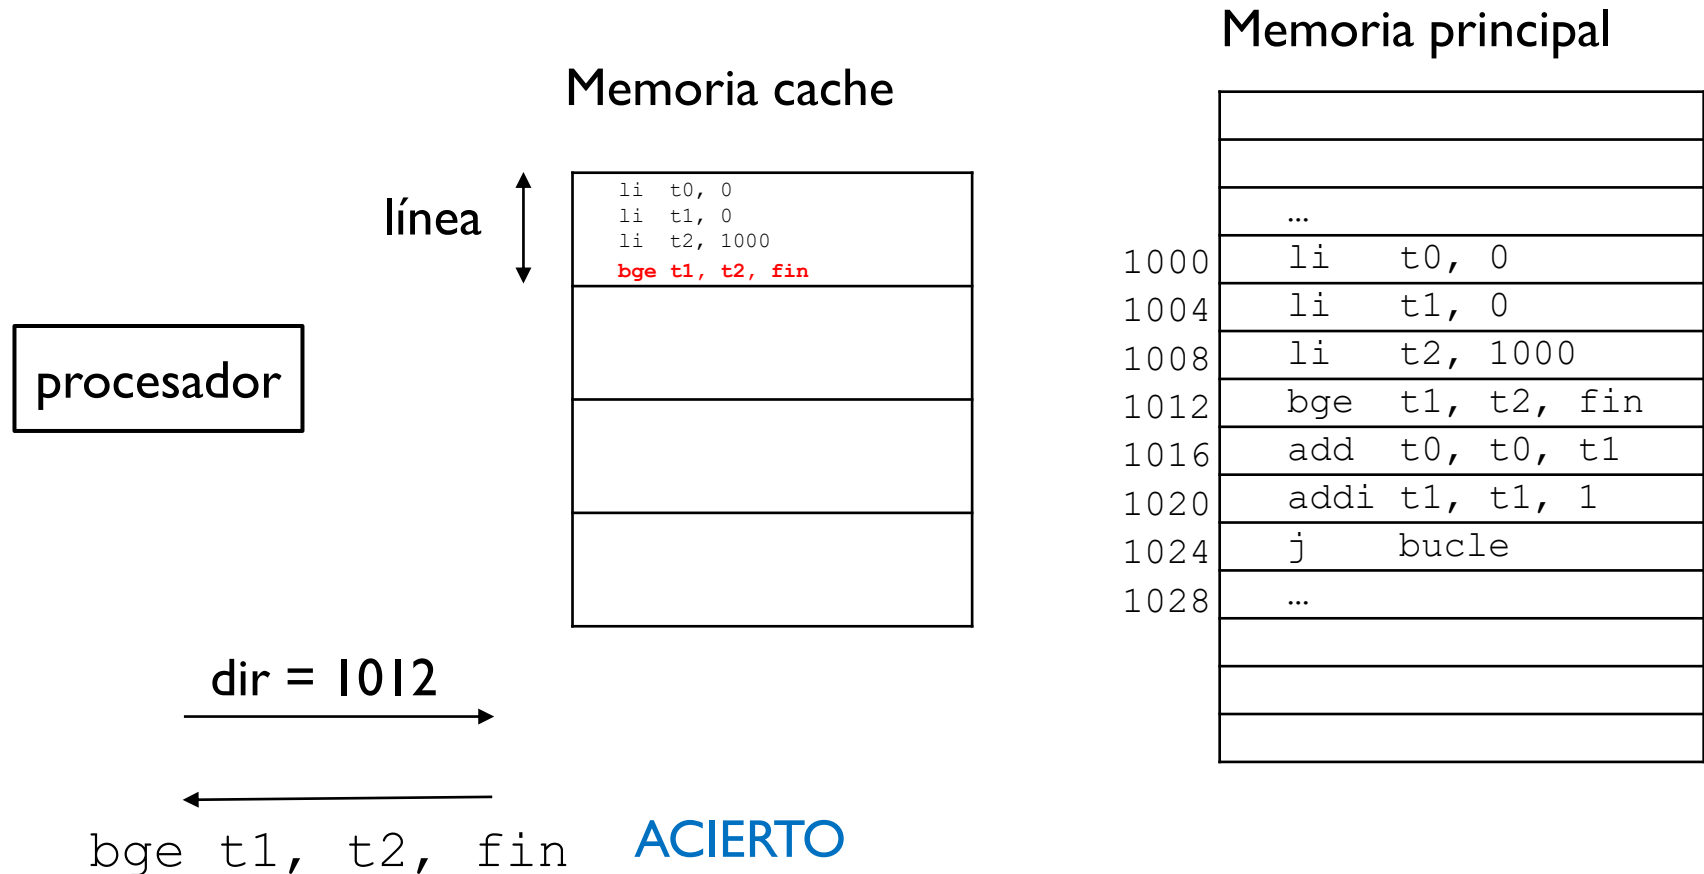 Memoria principal
Memoria cache
línea
li t0, 0
li t1, 0
li t2, 1000
bge t1, t2, fin
procesador
…
1000 li t0, 0
1004 li t1, 0
1008 li t2, 1000
1012 bge t1, t2, fin
1016 add t0, t0, t1
1020 addi t1, t1, 1
1024 j bucle
1028 …
dir = 1012
bge t1, t2, fin
ACIERTO